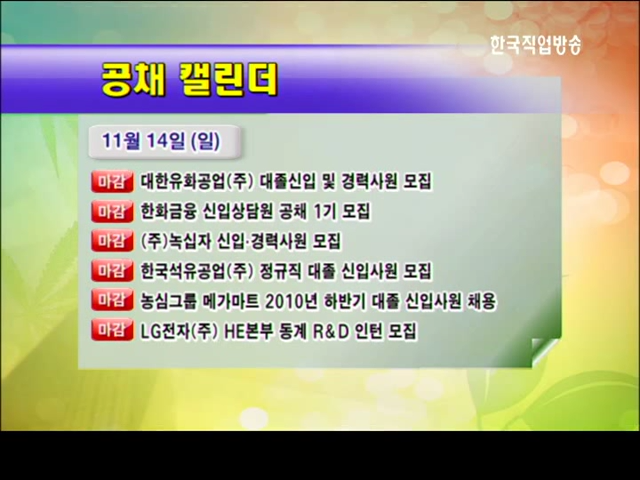 한국직업방송
공채 캘린더
11월 14일 (일)
마감 대한유화공업(주) 대졸신입 및 경력사원 모집
마감 한화금융 신입상담원 공채 1기 모집
마감 (주)녹십자 신입·경력사원 모집
마감 한국석유공업(주) 정규직 대졸 신입사원 모집
마감 농심그룹 메가마트 2010년 하반기 대졸 신입사원 채용
마감 LG전자(주) HE본부 동계 R&D 인턴 모집